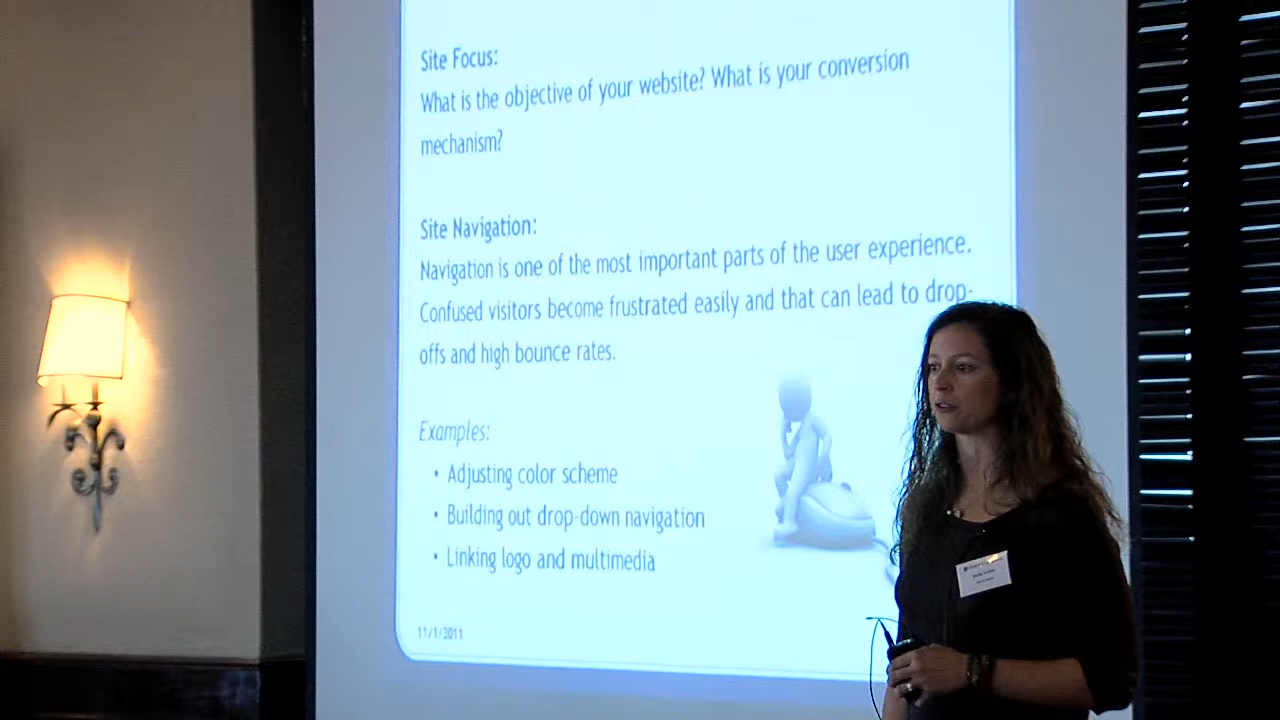 Site Focus:
What is the objective of your website? What is your conversion
mechanism?
Site Navigation:
Navigation is one of the most important parts of the user experience.
Confused visitors become frustrated easily and that can lead to drop-
offs and high bounce rates.
Examples:
• Adjusting color scheme
• Building out drop-down navigation
• Linking logo and multimedia
11/1/2011